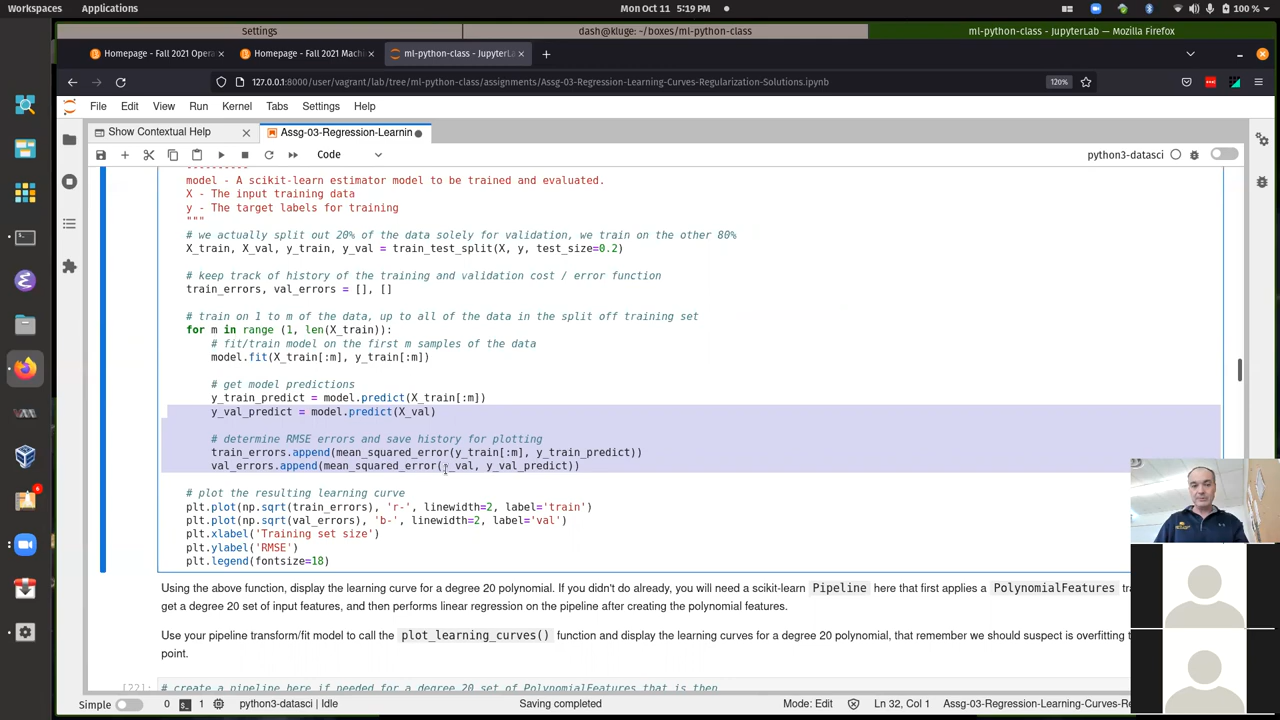 Workspaces Applications Mon Oct 11 5:19 PM 100 %
Settings dash@kluge: ~/boxes/ml-python-class ml-python-class - JupyterLab — Mozilla Firefox
Homepage - Fall 2021 Opera Homepage - Fall 2021 Machi ml-python-class - JupyterL
127.0.0.1:8000/user/vagrant/lab/tree/ml-python-class/assignments/Assg-03-Regression-Learning-Curves-Regularization-Solutions.ipynb 120%
File Edit View Run Kernel Tabs Settings Help
Show Contextual Help Assg-03-Regression-Learnin
Code python3-datasci
model - A scikit-learn estimator model to be trained and evaluated.
X - The input training data
y - The target labels for training
"""
# we actually split out 20% of the data solely for validation, we train on the other 80%
X_train, X_val, y_train, y_val = train_test_split(X, y, test_size=0.2)
# keep track of history of the training and validation cost / error function
train_errors, val_errors = [], []
# train on 1 to m of the data, up to all of the data in the split off training set
for m in range (1, len(X_train)):
# fit/train model on the first m samples of the data
model.fit(X_train[:m], y_train[:m])
# get model predictions
y_train_predict = model.predict(X_train[:m])
y_val_predict = model.predict(X_val)
# determine RMSE errors and save history for plotting
train_errors.append(mean_squared_error(y_train[:m], y_train_predict))
val_errors.append(mean_squared_error(y_val, y_val_predict))
# plot the resulting learning curve
plt.plot(np.sqrt(train_errors), 'r-', linewidth=2, label='train')
plt.plot(np.sqrt(val_errors), 'b-', linewidth=2, label='val')
plt.xlabel('Training set size')
plt.ylabel('RMSE')
plt.legend(fontsize=18)
Using the above function, display the learning curve for a degree 20 polynomial. If you didn't do already, you will need a scikit-learn Pipeline here that first applies a PolynomialFeatures tra
get a degree 20 set of input features, and then performs linear regression on the pipeline after creating the polynomial features.
Use your pipeline transform/fit model to call the plot_learning_curves() function and display the learning curves for a degree 20 polynomial, that remember we should suspect is overfitting t
point.
[22]: # create a pipeline here if needed for a degree 20 set of PolynomialFeatures that is then
Simple 0 1 python3-datasci | Idle Saving completed Mode: Edit Ln 32, Col 1 Assg-03-Regression-Learning-Curves-Re